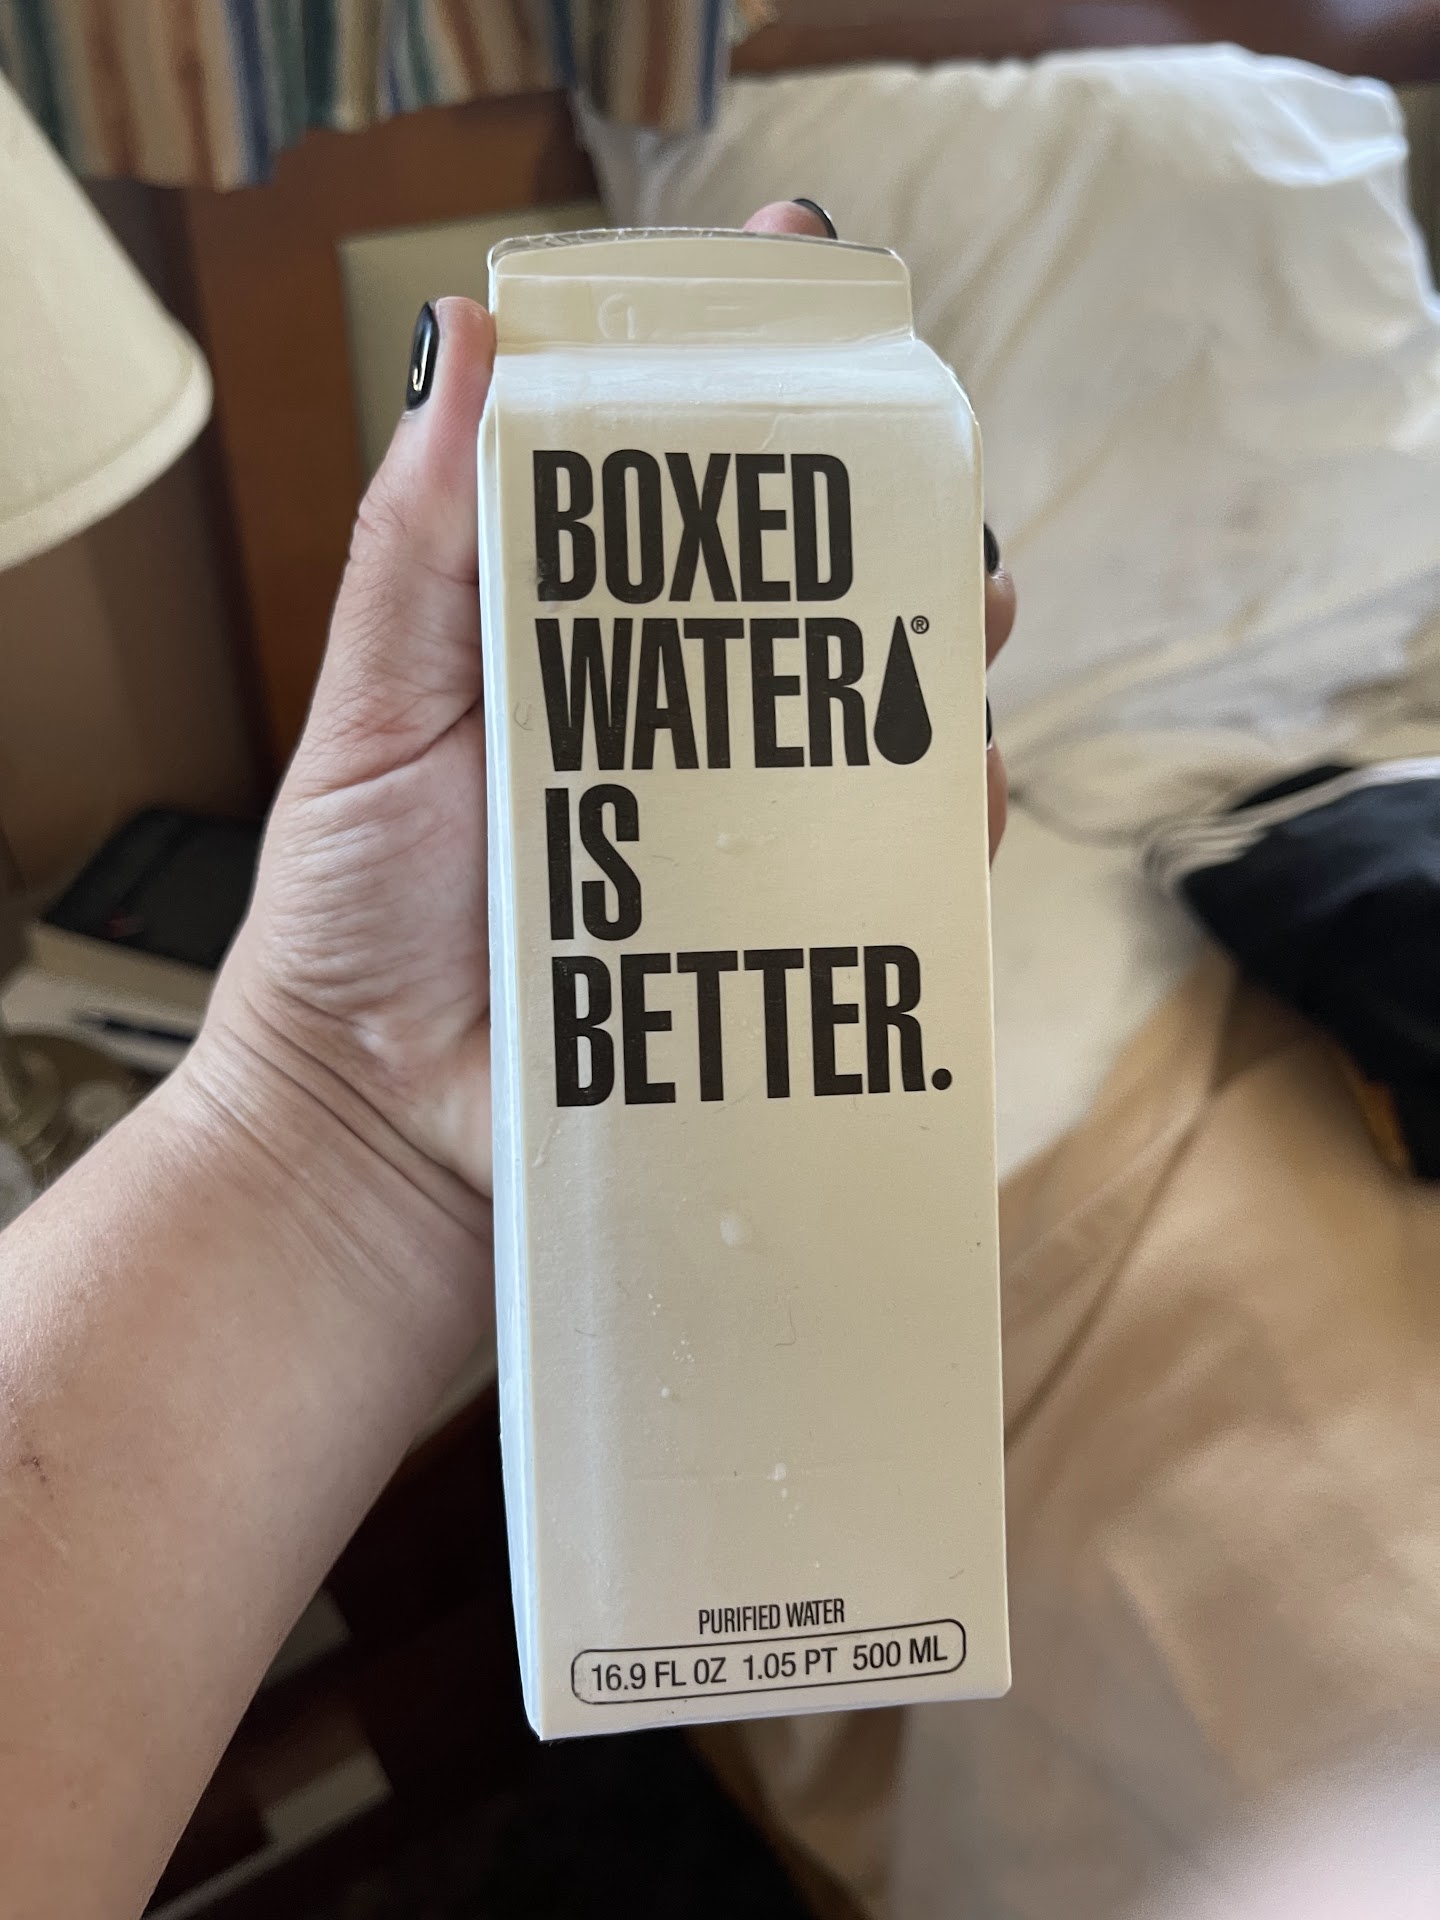 BOXED
WATER®
IS
BETTER.
PURIFIED WATER
16.9 FL OZ 1.05 PT 500 ML